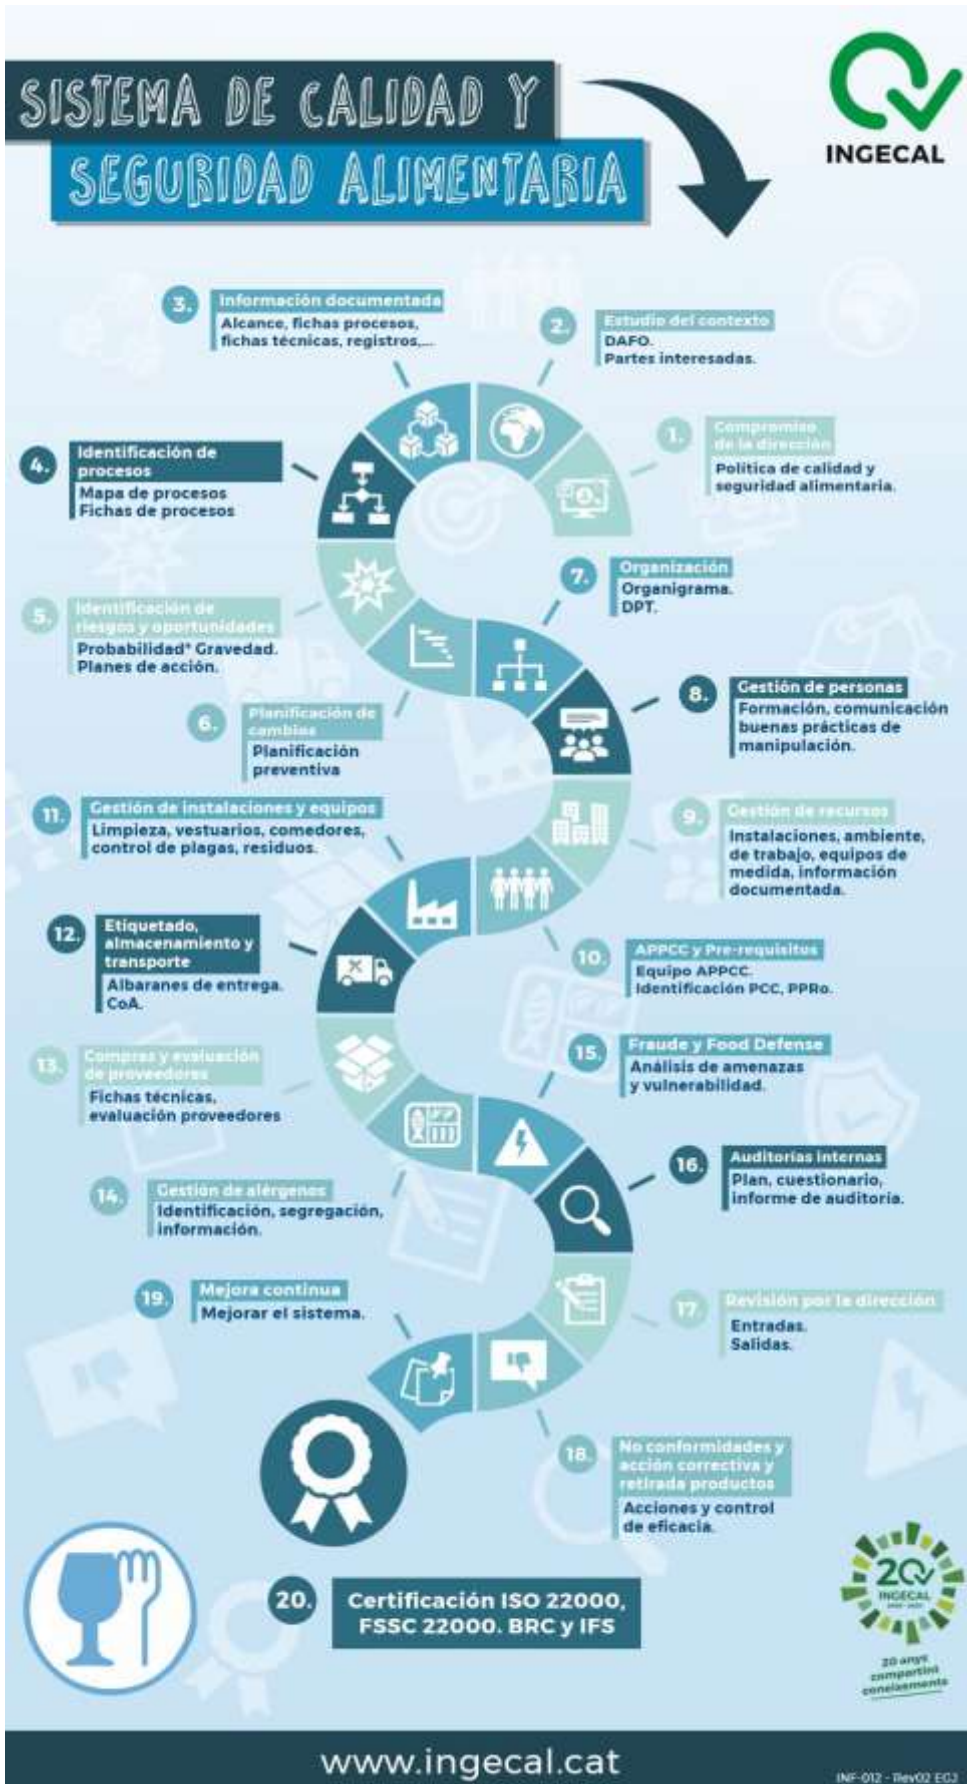 SISTEMA DE CALIDAD Y
SEGURIDAD ALIMENTARIA
INGECAL
1.
Compromiso
de la dirección
Política de calidad y
seguridad alimentaria.
2.
Estudio del contexto
DAFO.
Partes interesadas.
3.
Información documentada
Alcance, fichas procesos,
fichas técnicas, registros,...
4.
Identificación de
procesos
Mapa de procesos
Fichas de procesos
5.
Identificación de
riesgos y oportunidades
Probabilidad* Gravedad.
Planes de acción.
6.
Planificación de
cambios
Planificación
preventiva
7.
Organización
Organigrama.
DPT.
8.
Gestión de personas
Formación, comunicación
buenas prácticas de
manipulación.
9.
Gestión de recursos
Instalaciones, ambiente,
de trabajo, equipos de
medida, información
documentada.
10.
APPCC y Pre-requisitos
Equipo APPCC.
Identificación PCC, PPRo.
11.
Gestión de instalaciones y equipos
Limpieza, vestuarios, comedores,
control de plagas, residuos.
12.
Etiquetado,
almacenamiento y
transporte
Albaranes de entrega.
CoA.
13.
Compras y evaluación
de proveedores
Fichas técnicas,
evaluación proveedores
14.
Gestión de alérgenos
Identificación, segregación,
información.
15.
Fraude y Food Defense
Análisis de amenazas
y vulnerabilidad.
16.
Auditorías internas
Plan, cuestionario,
informe de auditoría.
17.
Revisión por la dirección
Entradas.
Salidas.
18.
No conformidades y
acción correctiva y
retirada productos
Acciones y control
de eficacia.
19.
Mejora continua
Mejorar el sistema.
20.
Certificación ISO 22000,
FSSC 22000. BRC y IFS
20
INGECAL
20 anys
compartint
coneixements
www.ingecal.cat
INF-012 - Rev02 EG3